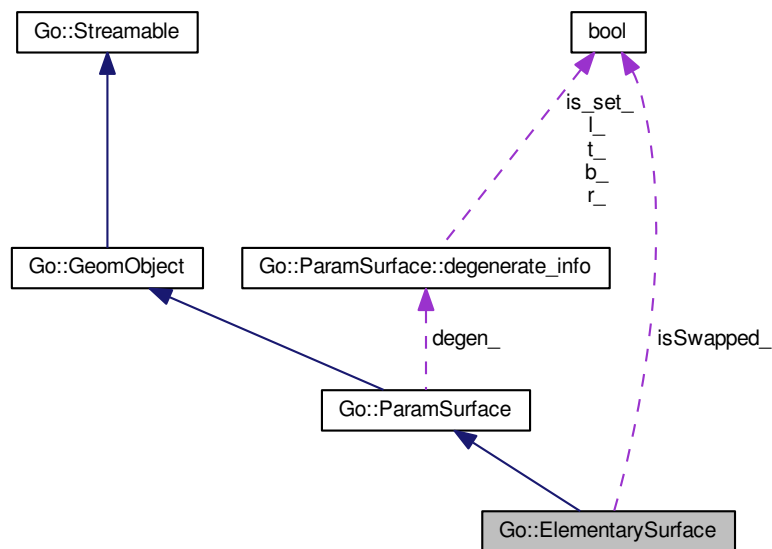 Go::Streamable
bool
is_set_
l_
t_
b_
r_
Go::GeomObject
Go::ParamSurface::degenerate_info
degen_
isSwapped_
Go::ParamSurface
Go::ElementarySurface